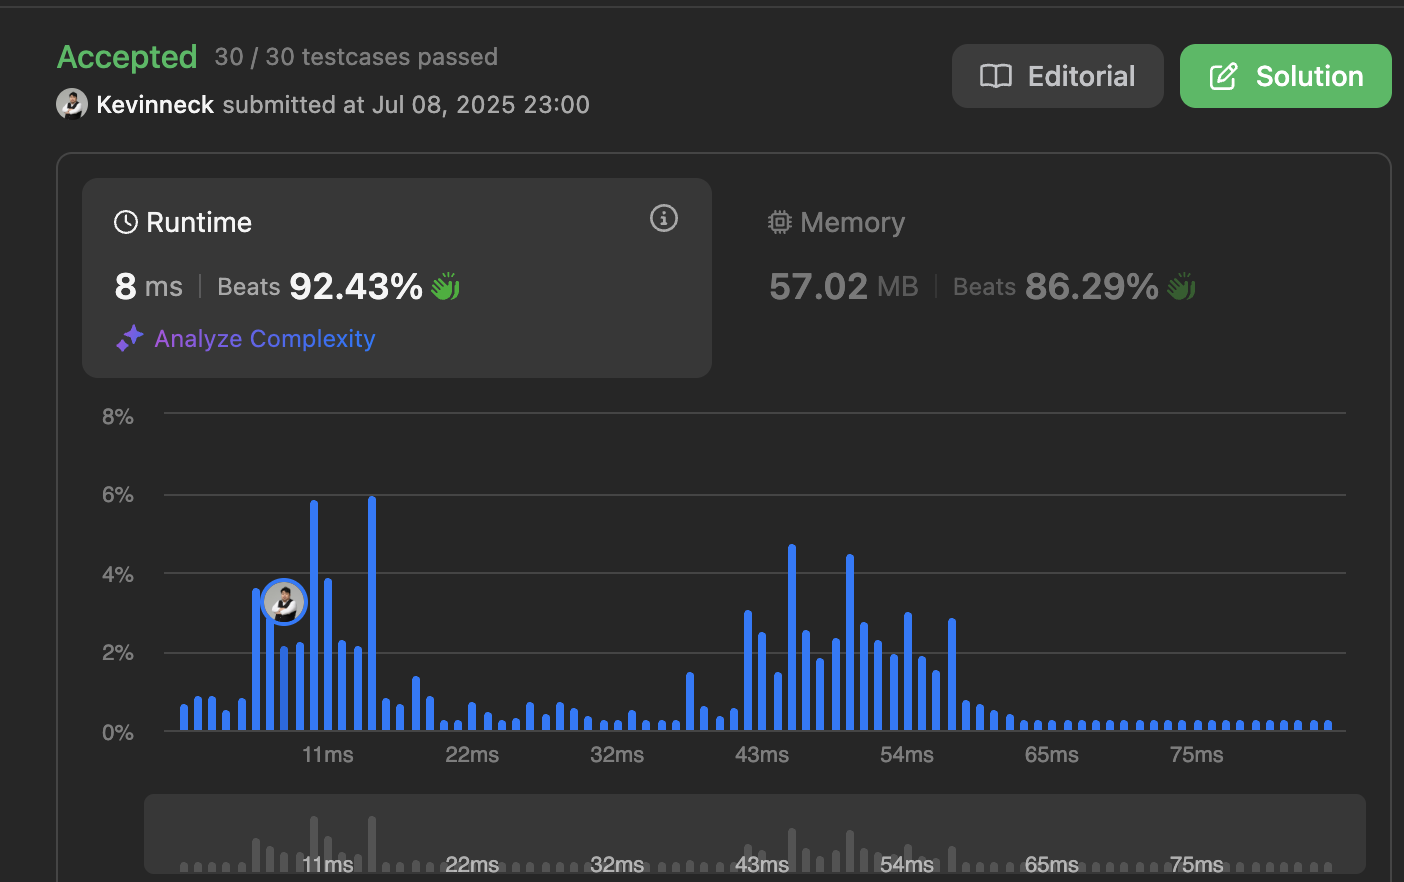 Accepted 30 / 30 testcases passed
Kevinneck submitted at Jul 08, 2025 23:00
Editorial
Solution
Runtime
8 ms | Beats 92.43%
Analyze Complexity
Memory
57.02 MB | Beats 86.29%
8%
6%
4%
2%
0%
11ms 22ms 32ms 43ms 54ms 65ms 75ms
11ms 22ms 32ms 43ms 54ms 65ms 75ms